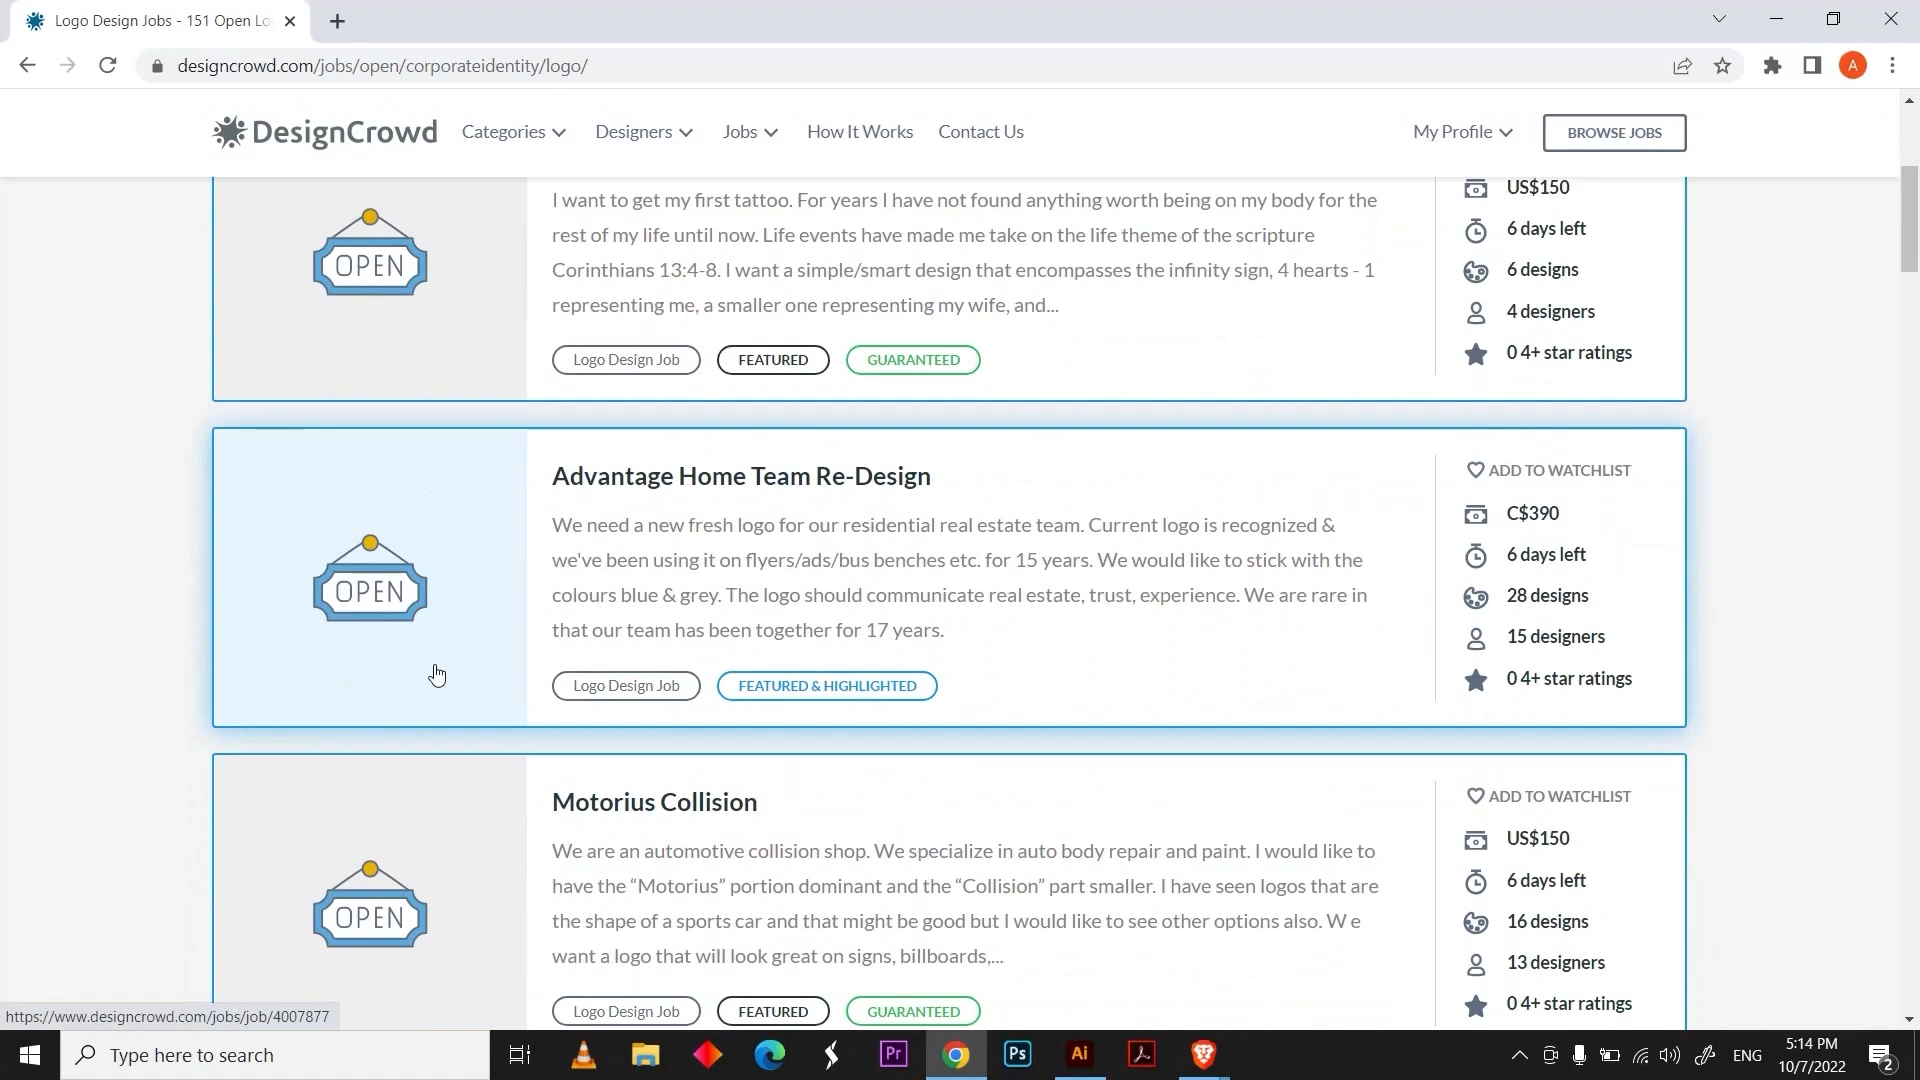 Logo Design Jobs - 151 Open Lo
designcrowd.com/jobs/open/corporateidentity/logo/
A
DesignCrowd
Categories
Designers
Jobs
How It Works
Contact Us
My Profile
BROWSE JOBS
OPEN
I want to get my first tattoo. For years I have not found anything worth being on my body for the
rest of my life until now. Life events have made me take on the life theme of the scripture
Corinthians 13:4-8. I want a simple/smart design that encompasses the infinity sign, 4 hearts - 1
representing me, a smaller one representing my wife, and...
Logo Design Job
FEATURED
GUARANTEED
US$150
6 days left
6 designs
4 designers
0 4+ star ratings
OPEN
Advantage Home Team Re-Design
We need a new fresh logo for our residential real estate team. Current logo is recognized &
we've been using it on flyers/ads/bus benches etc. for 15 years. We would like to stick with the
colours blue & grey. The logo should communicate real estate, trust, experience. We are rare in
that our team has been together for 17 years.
Logo Design Job
FEATURED & HIGHLIGHTED
ADD TO WATCHLIST
C$390
6 days left
28 designs
15 designers
0 4+ star ratings
OPEN
Motorius Collision
We are an automotive collision shop. We specialize in auto body repair and paint. I would like to
have the “Motorius” portion dominant and the “Collision” part smaller. I have seen logos that are
the shape of a sports car and that might be good but I would like to see other options also. W e
want a logo that will look great on signs, billboards,...
Logo Design Job
FEATURED
GUARANTEED
ADD TO WATCHLIST
US$150
6 days left
16 designs
13 designers
0 4+ star ratings
https://www.designcrowd.com/jobs/job/4007877
Type here to search
Pr
Ps
Ai
ENG
5:14 PM
10/7/2022
2